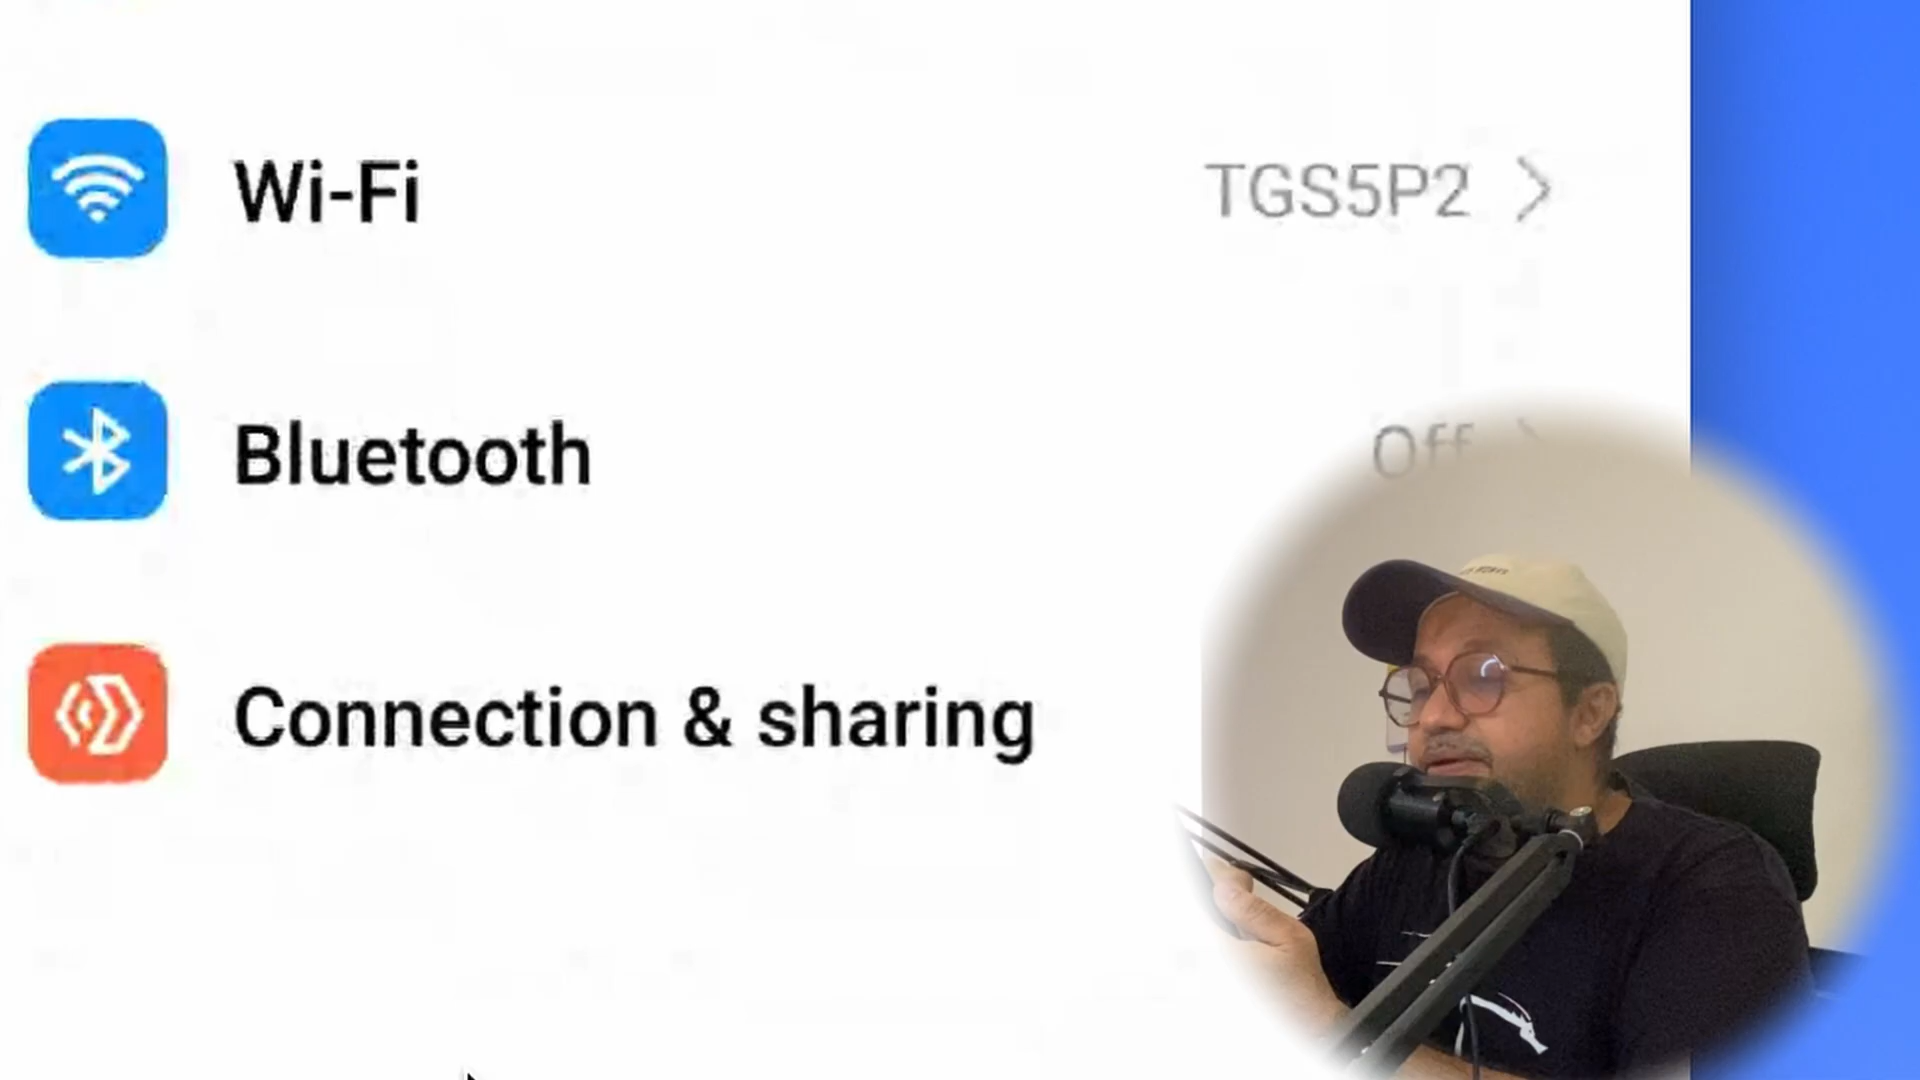 Wi-Fi
TGS5P2
Bluetooth
Off
Connection & sharing